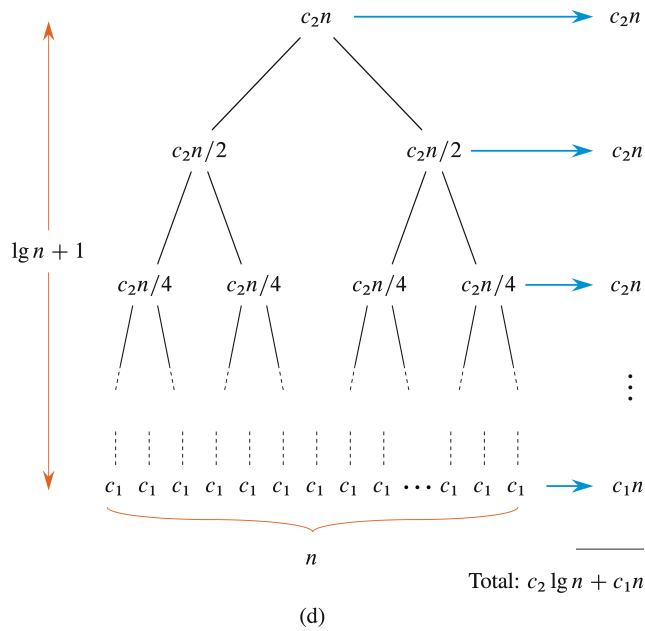 c₂n c₂n
c₂n/2 c₂n/2 c₂n
lg n + 1
c₂n/4 c₂n/4 c₂n/4 c₂n/4 c₂n
⋮
c₁ c₁ c₁ c₁ c₁ c₁ c₁ c₁ c₁ ⋯ c₁ c₁ c₁ c₁n
n
Total: c₂ lg n + c₁n
(d)